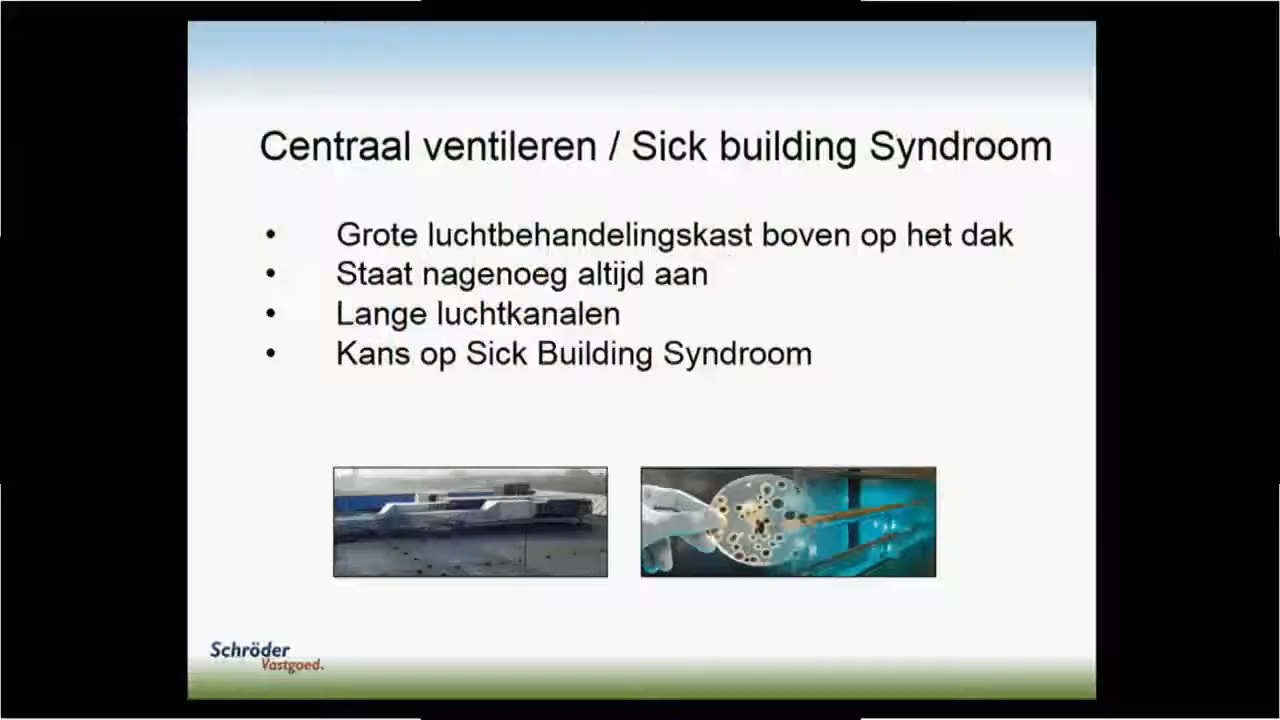 Centraal ventileren / Sick building Syndroom
• Grote luchtbehandelingskast boven op het dak
• Staat nagenoeg altijd aan
• Lange luchtkanalen
• Kans op Sick Building Syndroom
Schröder
Vastgoed.